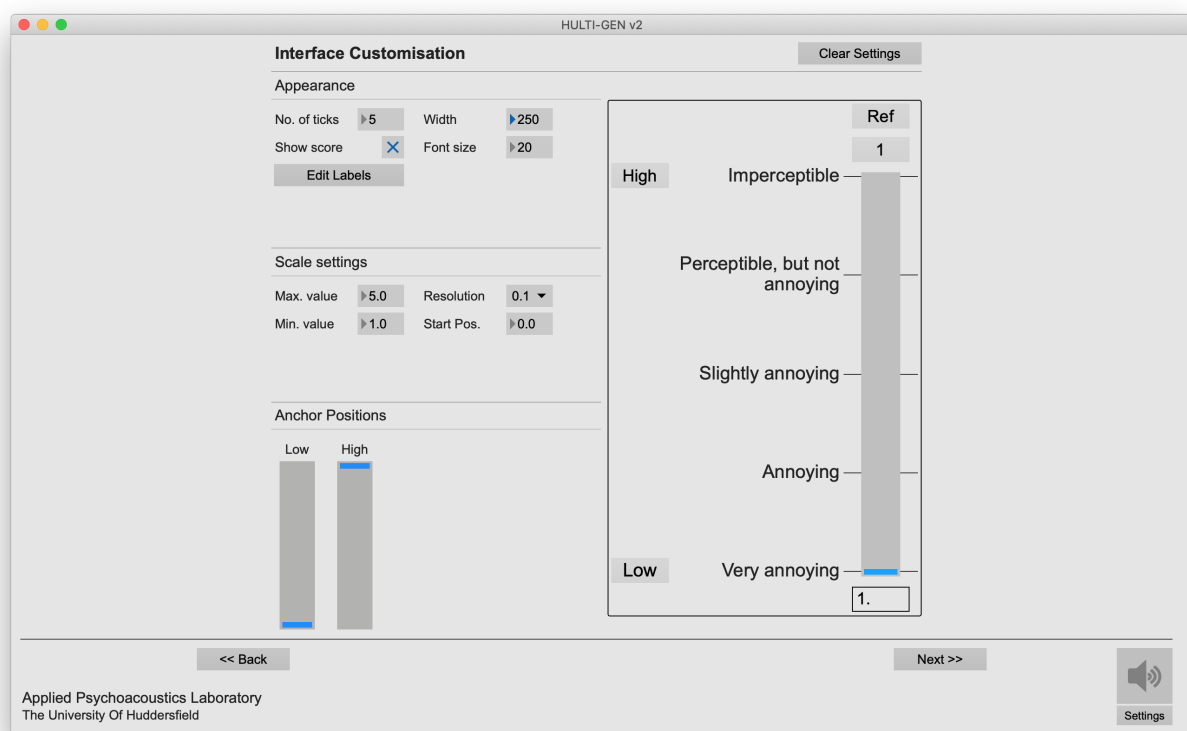 HULTI-GEN v2
Interface Customisation
Clear Settings
Appearance
No. of ticks 5 Width 250
Show score Font size 20
Edit Labels
Scale settings
Max. value 5.0 Resolution 0.1
Min. value 1.0 Start Pos. 0.0
Anchor Positions
Low High
Ref
1
High Imperceptible
Perceptible, but not
annoying
Slightly annoying
Annoying
Low Very annoying
1.
<< Back
Next >>
Applied Psychoacoustics Laboratory
The University Of Huddersfield
Settings